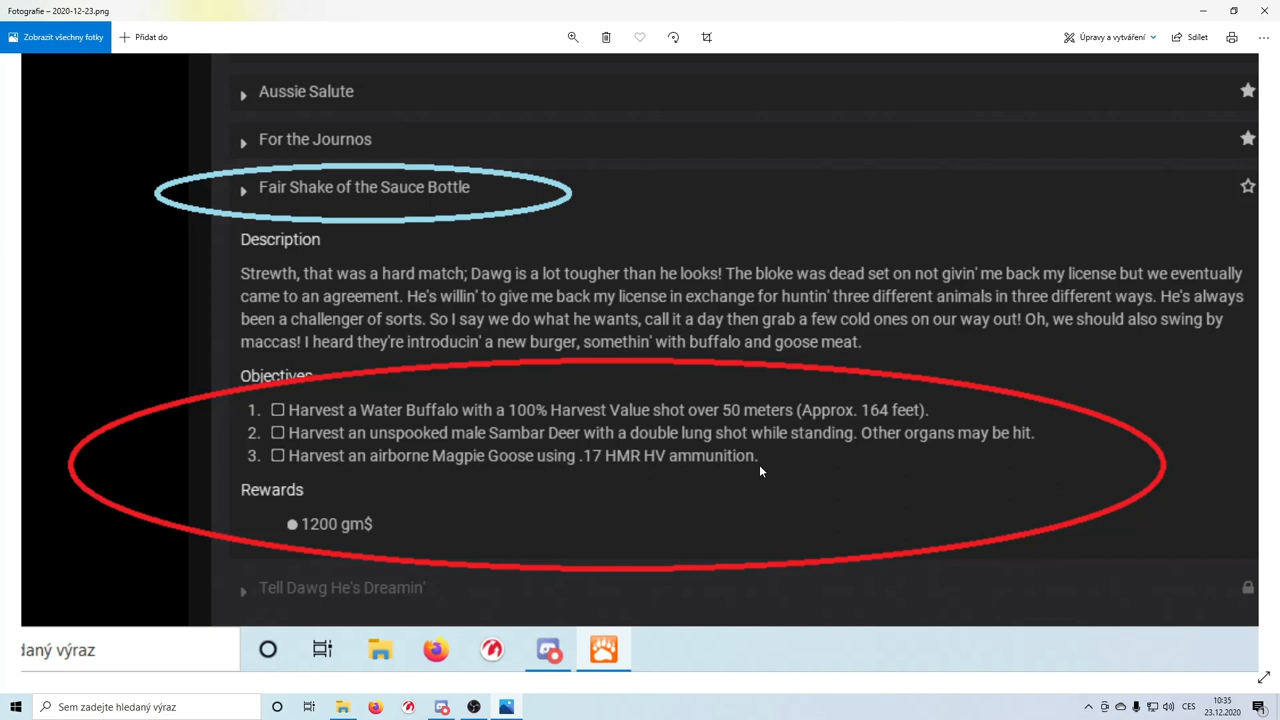 Fotografie – 2020-12-23.png
Zobrazit všechny fotky
Přidat do
Úpravy a vytváření
Sdílet
Aussie Salute
For the Journos
Fair Shake of the Sauce Bottle
Description
Strewth, that was a hard match; Dawg is a lot tougher than he looks! The bloke was dead set on not givin' me back my license but we eventually
came to an agreement. He's willin' to give me back my license in exchange for huntin' three different animals in three different ways. He's always
been a challenger of sorts. So I say we do what he wants, call it a day then grab a few cold ones on our way out! Oh, we should also swing by
maccas! I heard they're introducin' a new burger, somethin' with buffalo and goose meat.
Objectives
1. Harvest a Water Buffalo with a 100% Harvest Value shot over 50 meters (Approx. 164 feet).
2. Harvest an unspooked male Sambar Deer with a double lung shot while standing. Other organs may be hit.
3. Harvest an airborne Magpie Goose using .17 HMR HV ammunition.
Rewards
1200 gm$
Tell Dawg He's Dreamin'
daný výraz
Sem zadejte hledaný výraz
CES
10:35
23.12.2020
1